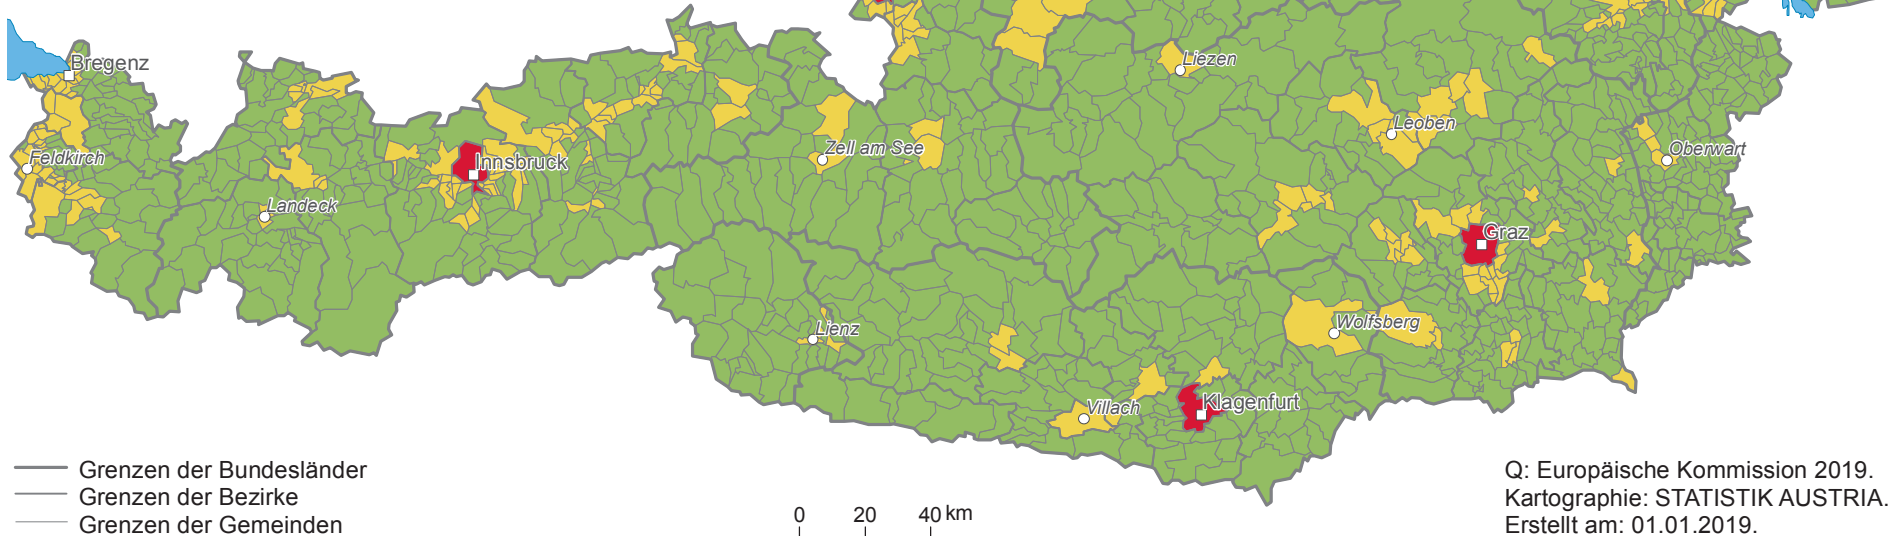 Bregenz
Liezen
Leoben
Feldkirch
Innsbruck
Zell am See
Oberwart
Landeck
Graz
Lienz
Wolfsberg
Villach
Klagenfurt
Grenzen der Bundesländer
Grenzen der Bezirke
Grenzen der Gemeinden
0 20 40 km
Q: Europäische Kommission 2019.
Kartographie: STATISTIK AUSTRIA.
Erstellt am: 01.01.2019.